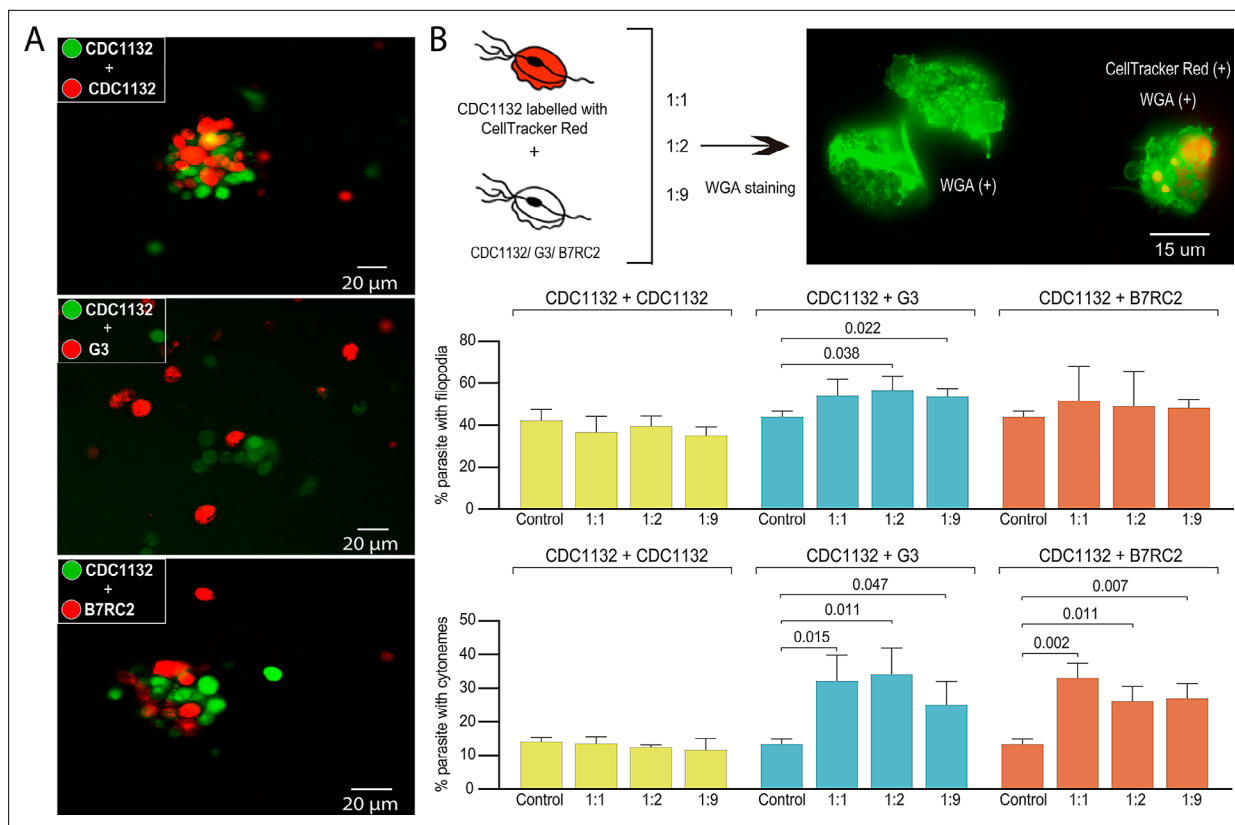 A
CDC1132
+
CDC1132
20 µm
CDC1132
+
G3
20 µm
CDC1132
+
B7RC2
20 µm
B
CDC1132 labelled with
CellTracker Red
+
CDC1132/ G3/ B7RC2
1:1
1:2
1:9
WGA staining
CellTracker Red (+)
WGA (+)
WGA (+)
15 um
CDC1132 + CDC1132
CDC1132 + G3
CDC1132 + B7RC2
% parasite with filopodia
80
60
40
20
0
0.022
0.038
Control 1:1 1:2 1:9
Control 1:1 1:2 1:9
Control 1:1 1:2 1:9
CDC1132 + CDC1132
CDC1132 + G3
CDC1132 + B7RC2
% parasite with cytonemes
50
40
30
20
10
0
0.047
0.011
0.015
0.007
0.011
0.002
Control 1:1 1:2 1:9
Control 1:1 1:2 1:9
Control 1:1 1:2 1:9